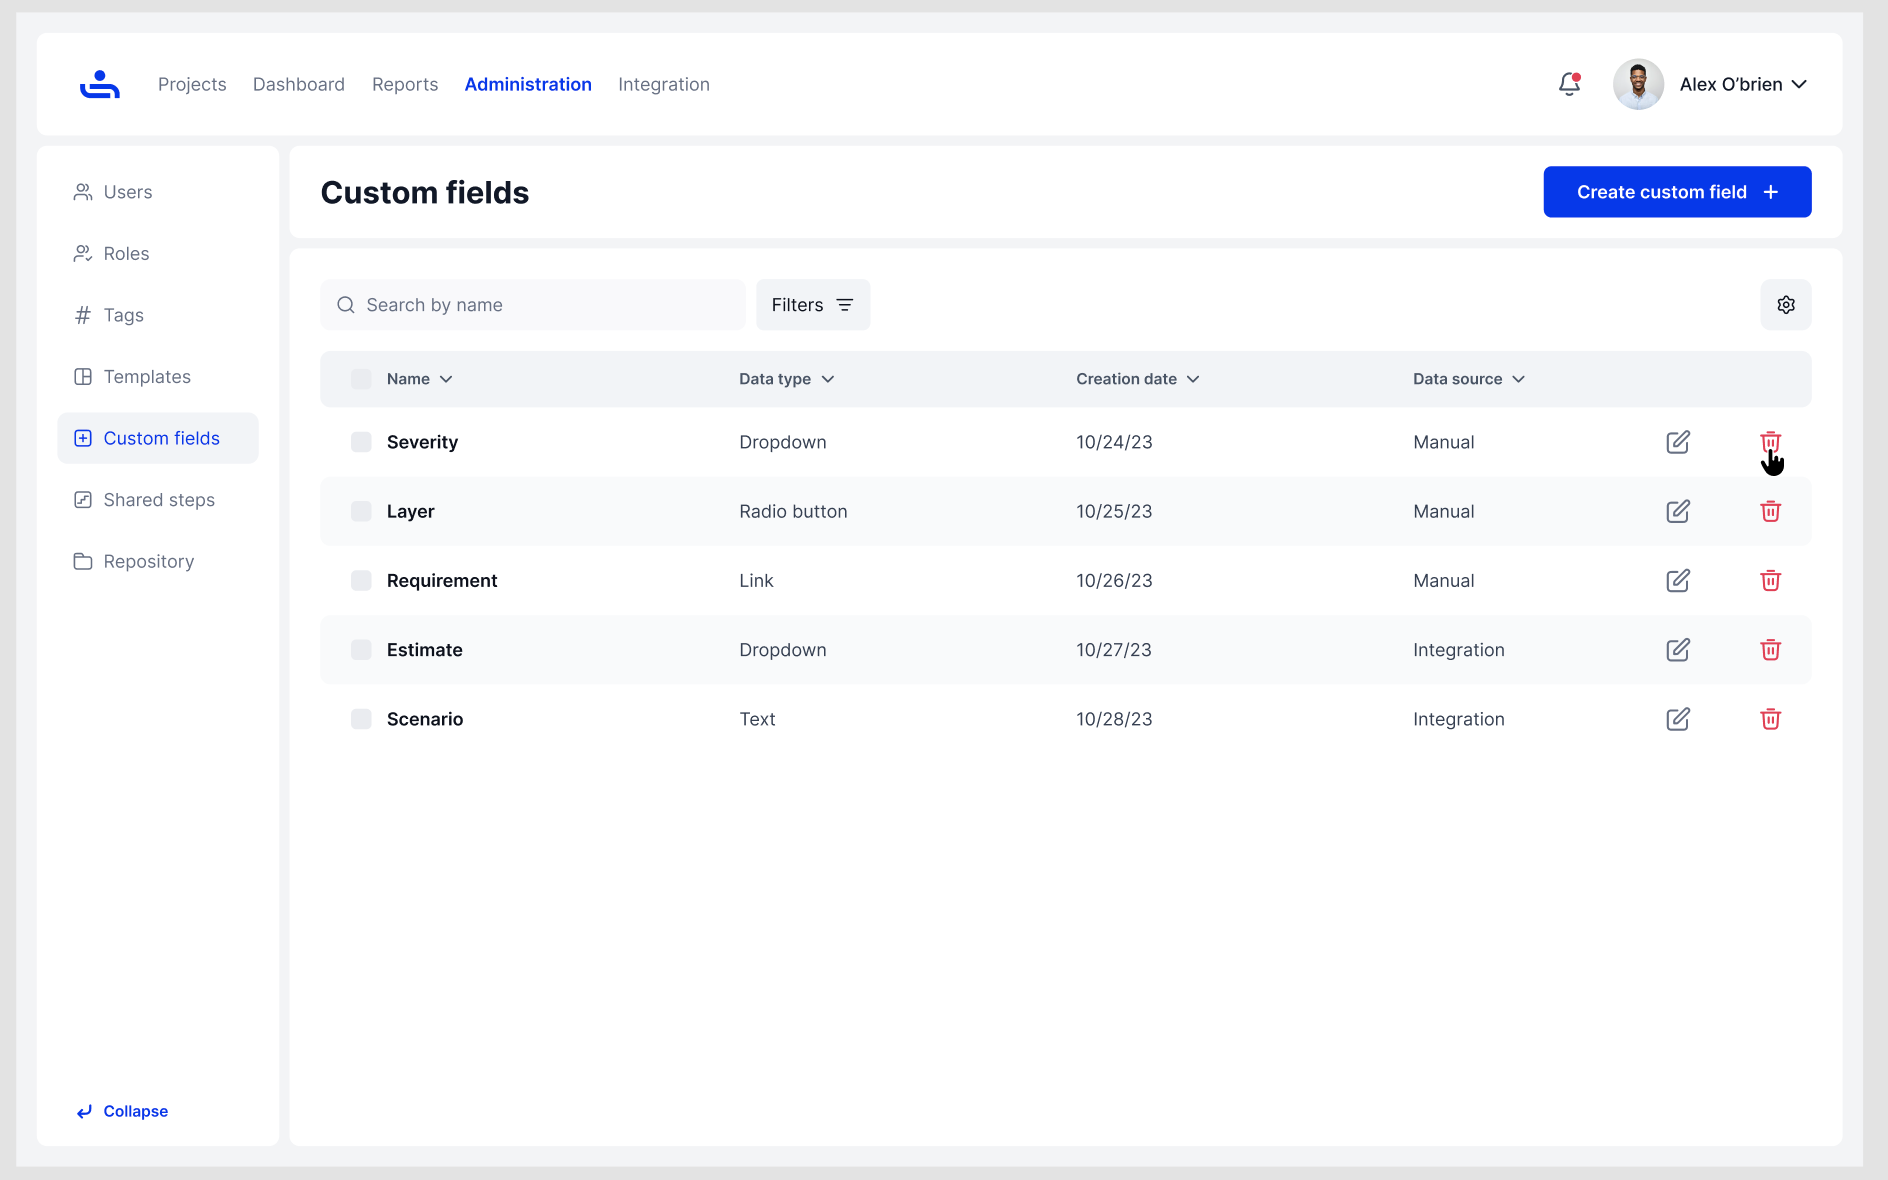 Projects Dashboard Reports Administration Integration Alex O’brien
Users
Roles
Tags
Templates
Custom fields
Shared steps
Repository
Collapse
Custom fields Create custom field
Search by name Filters
Name Data type Creation date Data source
Severity Dropdown 10/24/23 Manual
Layer Radio button 10/25/23 Manual
Requirement Link 10/26/23 Manual
Estimate Dropdown 10/27/23 Integration
Scenario Text 10/28/23 Integration